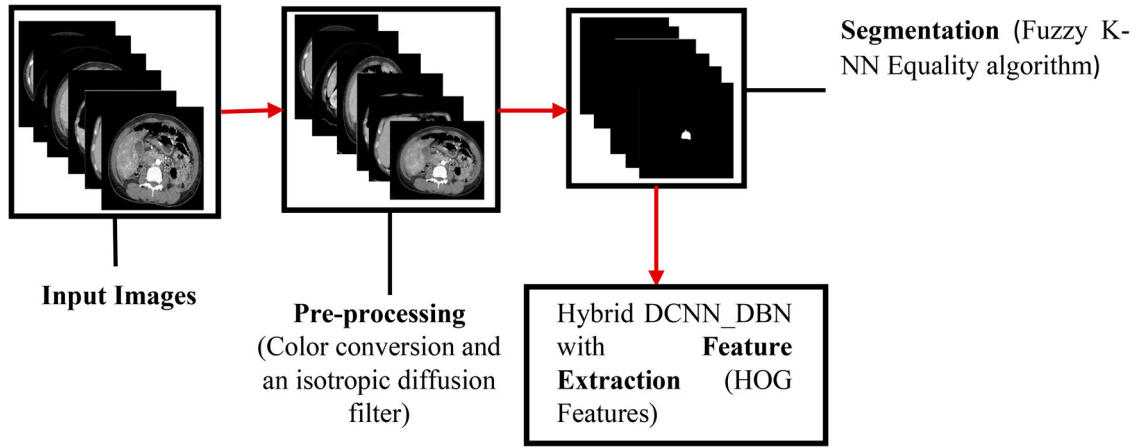 Segmentation (Fuzzy K-
NN Equality algorithm)
Input Images
Pre-processing
(Color conversion and
an isotropic diffusion
filter)
Hybrid DCNN_DBN
with Feature
Extraction (HOG
Features)